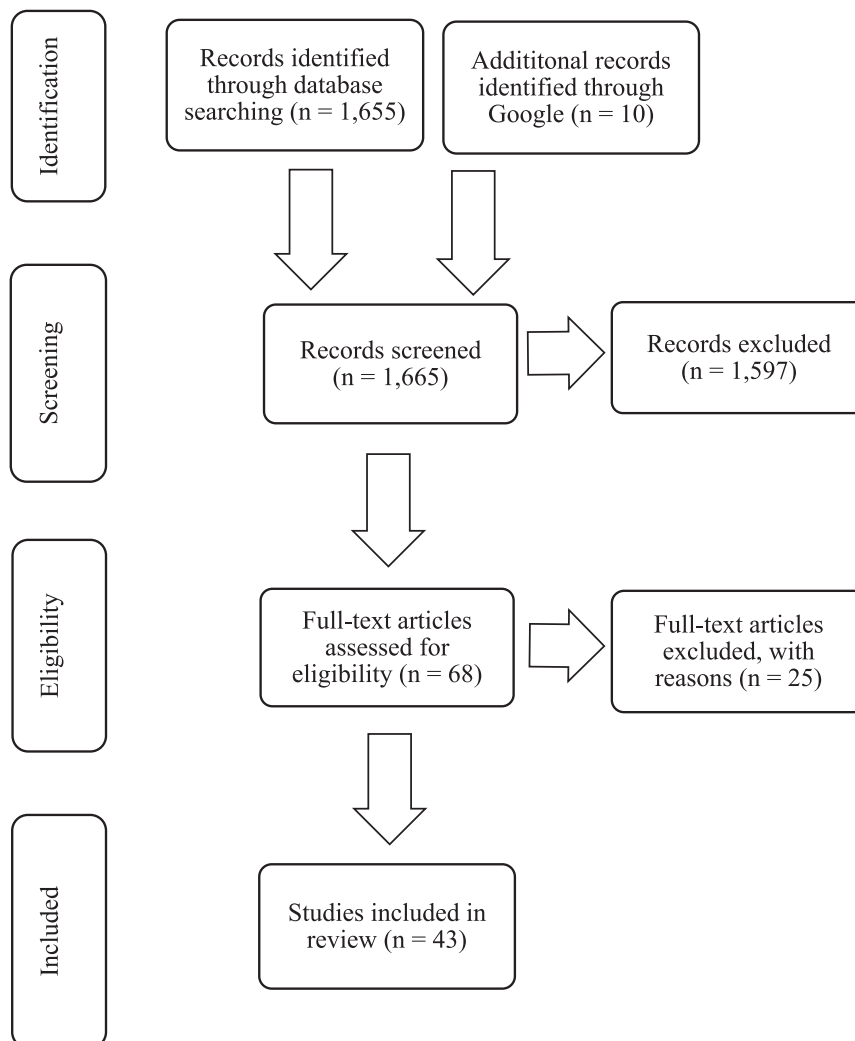 Identification
Records identified
through database
searching (n = 1,655)
Addititonal records
identified through
Google (n = 10)
Screening
Records screened
(n = 1,665)
Records excluded
(n = 1,597)
Eligibility
Full-text articles
assessed for
eligibility (n = 68)
Full-text articles
excluded, with
reasons (n = 25)
Included
Studies included in
review (n = 43)